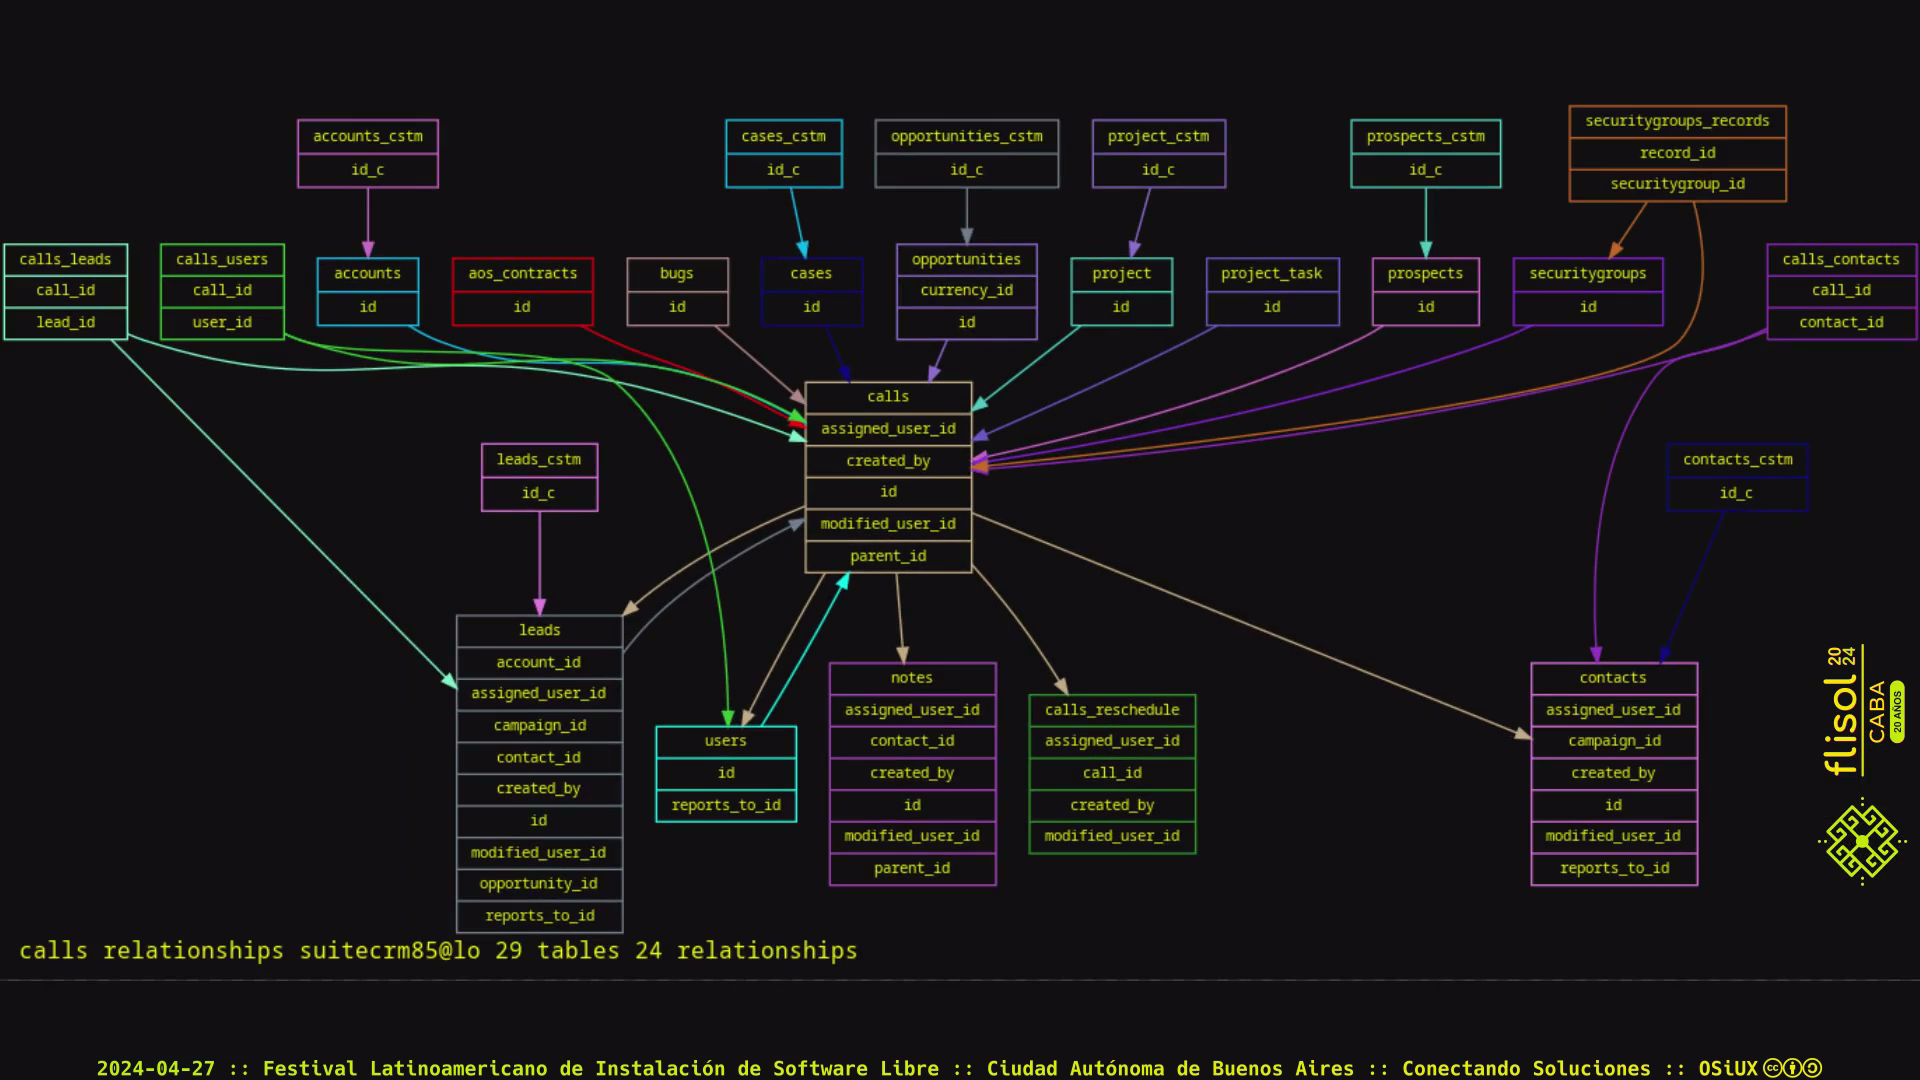 accounts_cstm
id_c
cases_cstm
id_c
opportunities_cstm
id_c
project_cstm
id_c
prospects_cstm
id_c
securitygroups_records
record_id
securitygroup_id
calls_leads
call_id
lead_id
calls_users
call_id
user_id
accounts
id
aos_contracts
id
bugs
id
cases
id
opportunities
currency_id
id
project
id
project_task
id
prospects
id
securitygroups
id
calls_contacts
call_id
contact_id
calls
assigned_user_id
created_by
id
modified_user_id
parent_id
leads_cstm
id_c
contacts_cstm
id_c
leads
account_id
assigned_user_id
campaign_id
contact_id
created_by
id
modified_user_id
opportunity_id
reports_to_id
users
id
reports_to_id
notes
assigned_user_id
contact_id
created_by
id
modified_user_id
parent_id
calls_reschedule
assigned_user_id
call_id
created_by
modified_user_id
contacts
assigned_user_id
campaign_id
created_by
id
modified_user_id
reports_to_id
flisol 20
24
CABA
20 AÑOS
calls relationships suitecrm85@lo 29 tables 24 relationships
2024-04-27 :: Festival Latinoamericano de Instalación de Software Libre :: Ciudad Autónoma de Buenos Aires :: Conectando Soluciones :: OSiUX